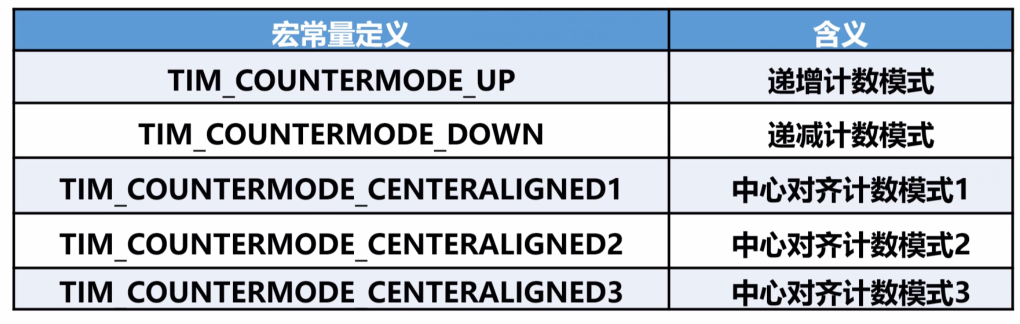 宏常量定义 含义
TIM_COUNTERMODE_UP 递增计数模式
TIM_COUNTERMODE_DOWN 递减计数模式
TIM_COUNTERMODE_CENTERALIGNED1 中心对齐计数模式1
TIM_COUNTERMODE_CENTERALIGNED2 中心对齐计数模式2
TIM_COUNTERMODE_CENTERALIGNED3 中心对齐计数模式3